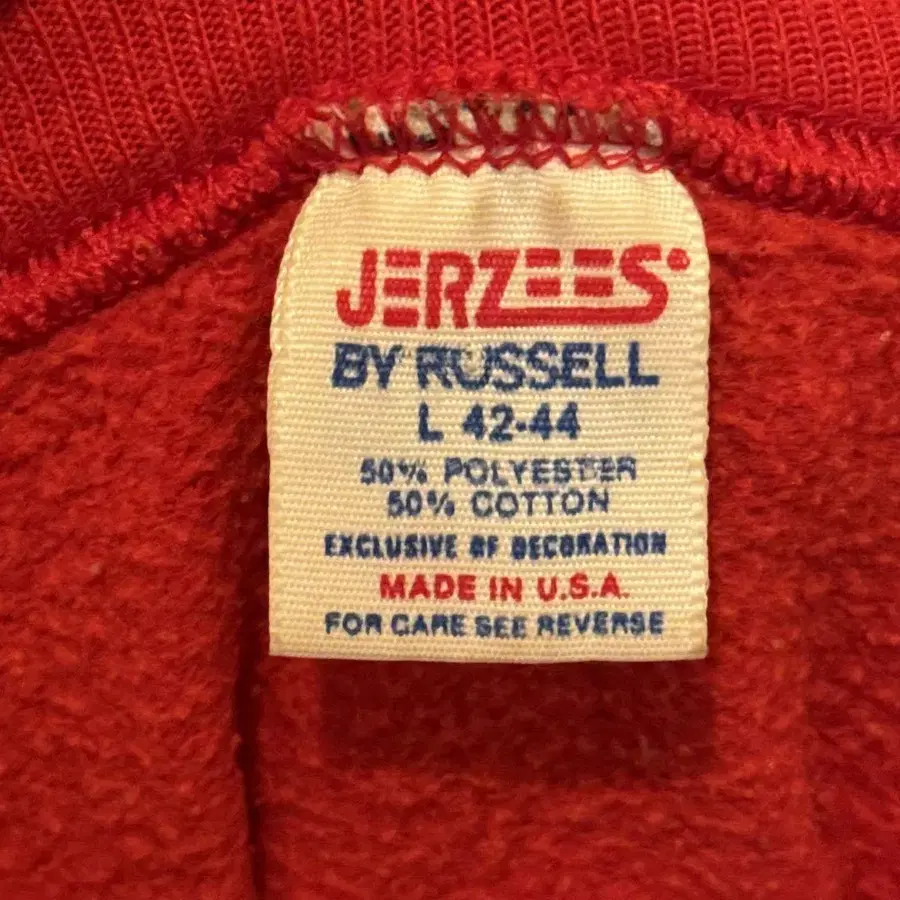 JERZEES®
BY RUSSELL
L 42-44
50% POLYESTER
50% COTTON
EXCLUSIVE OF DECORATION
MADE IN U.S.A.
FOR CARE SEE REVERSE